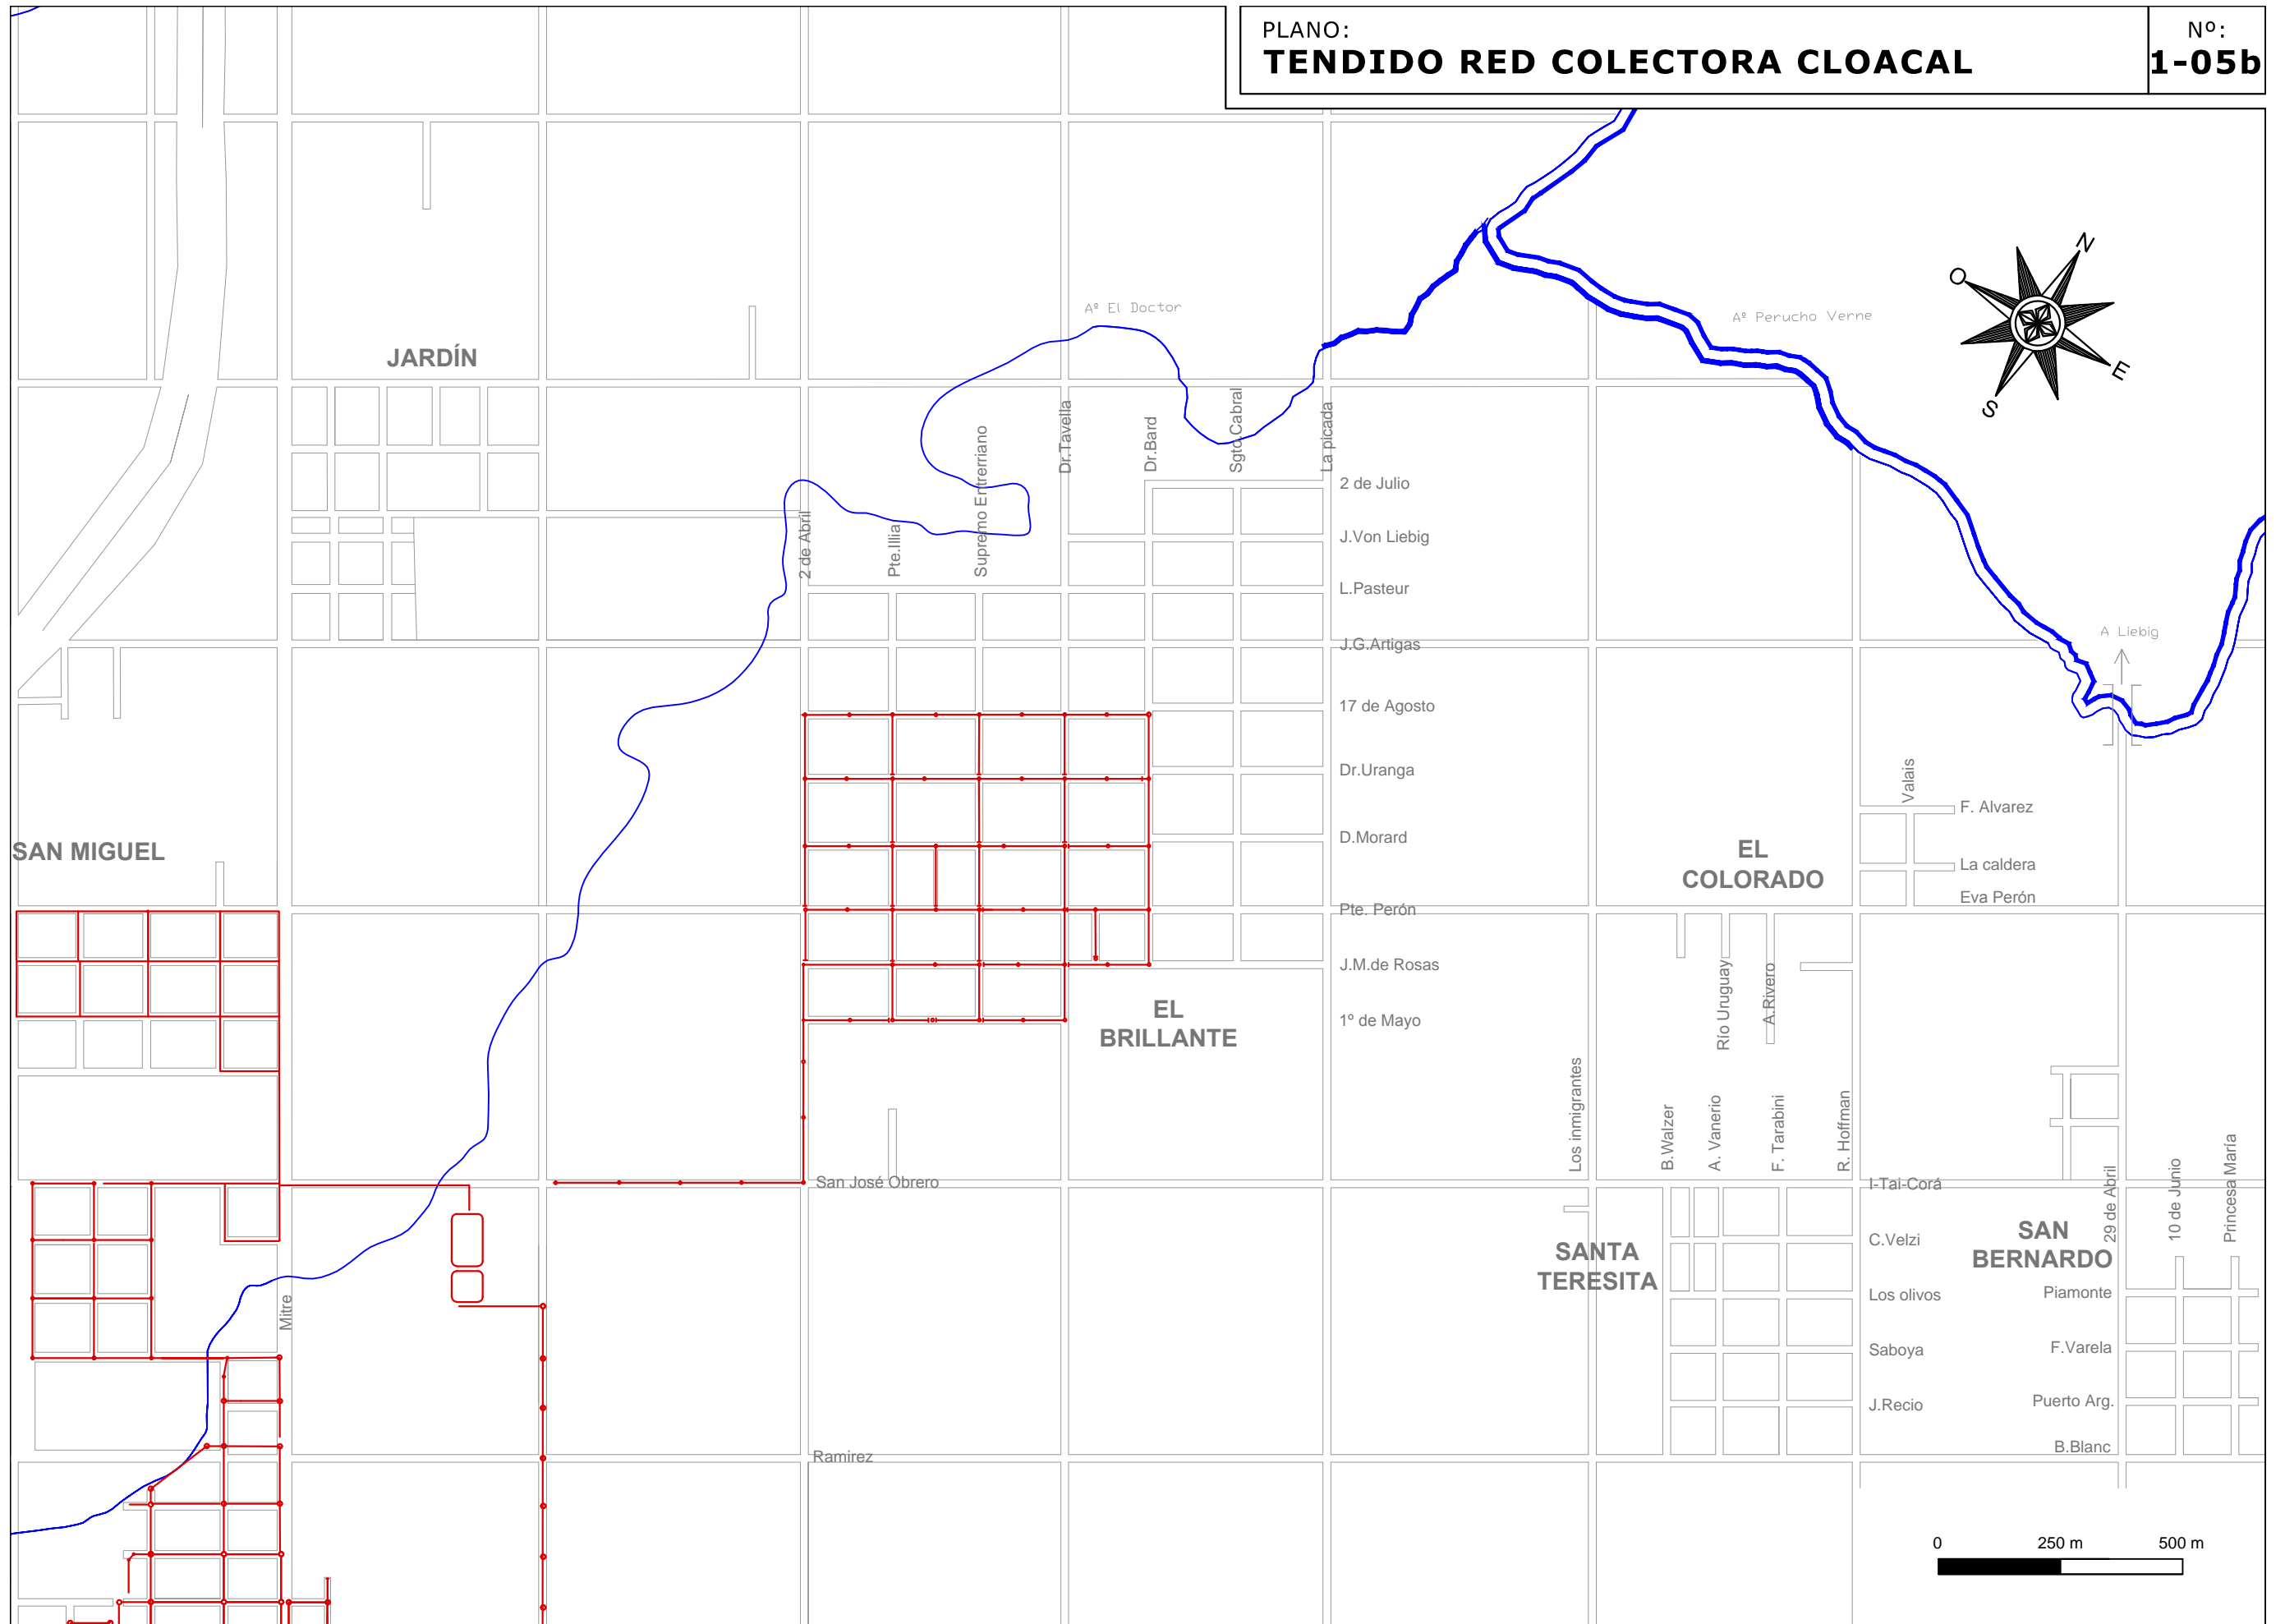 PLANO:
TENDIDO RED COLECTORA CLOACAL
Nº:
1-05b
N
O
E
S
Aº El Doctor
Aº Perucho Verne
JARDÍN
2 de Abril
Pte.Illia
Supremo Entrerriano
Dr.Tavella
Dr.Bard
Sgto.Cabral
La picada
2 de Julio
J.Von Liebig
L.Pasteur
J.G.Artigas
17 de Agosto
Dr.Uranga
D.Morard
Pte. Perón
J.M.de Rosas
1º de Mayo
A Liebig
SAN MIGUEL
EL
BRILLANTE
EL
COLORADO
Valais
F. Alvarez
La caldera
Eva Perón
Río Uruguay
A.Rivero
Los inmigrantes
B.Walzer
A. Vanerio
F. Tarabini
R. Hoffman
San José Obrero
I-Tai-Corá
C.Velzi
Los olivos
Saboya
J.Recio
SANTA
TERESITA
SAN
BERNARDO
29 de Abril
10 de Junio
Princesa María
Piamonte
F.Varela
Puerto Arg.
B.Blanc
Mitre
Ramirez
0
250 m
500 m